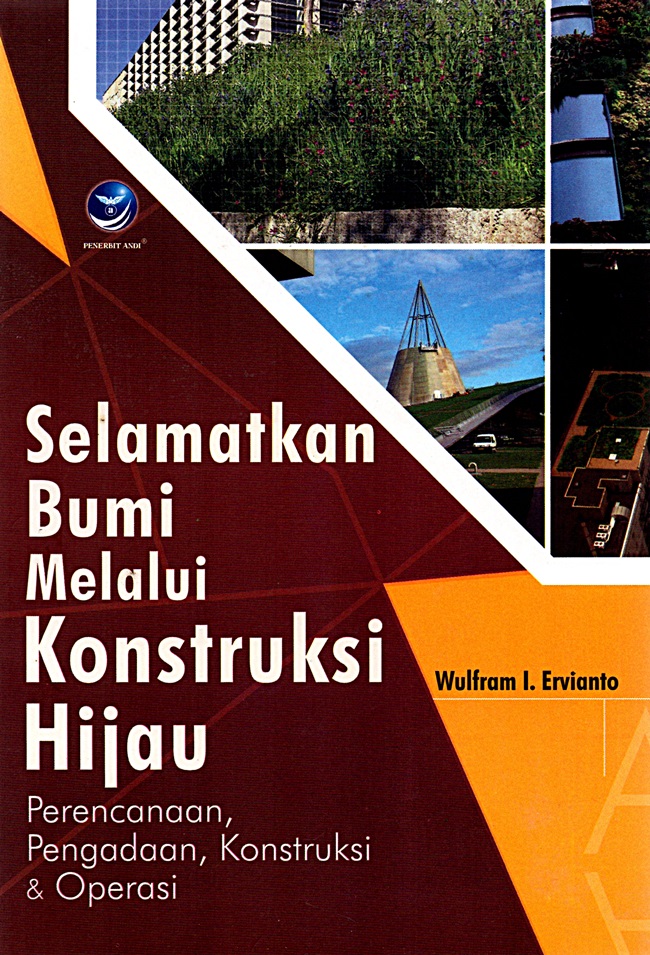 PENERBIT ANDI®
Selamatkan
Bumi
Melalui
Konstruksi
Hijau
Wulfram I. Ervianto
Perencanaan,
Pengadaan, Konstruksi
& Operasi